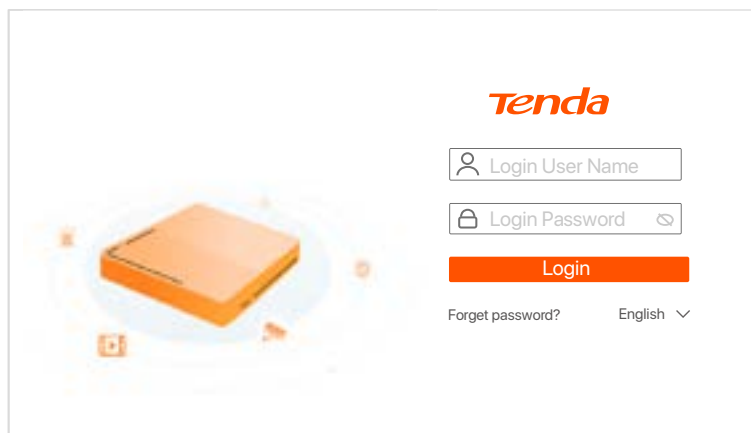 Tenda
Login User Name
Login Password
Login
Forget password?
English